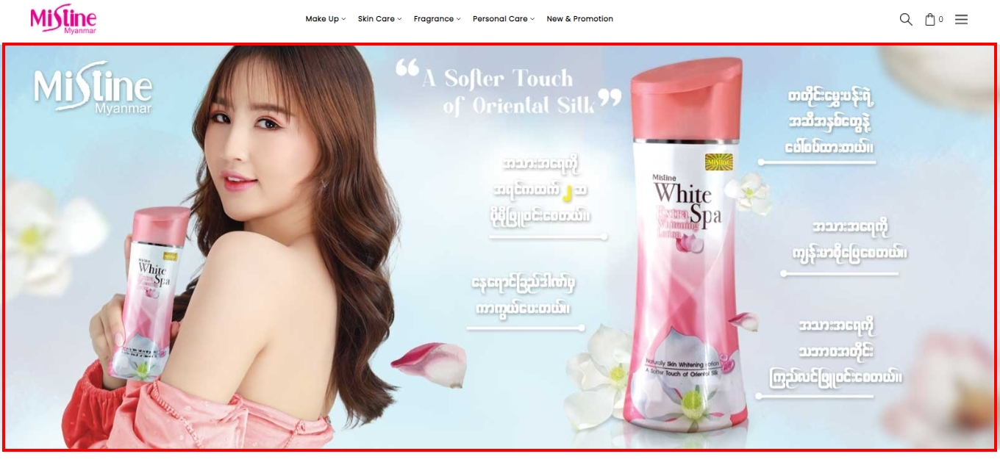 Mistine
Myanmar
Make Up
Skin Care
Fragrance
Personal Care
New & Promotion
0
Mistine
Myanmar
“A Softer Touch
of Oriental Silk”
အသားအရေကို
အရင်ကထက် ၂ ဆ
ပိုမိုဖြူဝင်းစေတယ်။
နေရောင်ခြည်ဒါဏ်မှ
ကာကွယ်ပေးတယ်။
တတိုင်းမွှေးပန်းရဲ့
အဆီအနှစ်တွေနဲ့
ပေါ်စပ်ထားတယ်။
အသားအရေကို
ကျန်းမာစိုပြေစေတယ်။
အသားအရေကို
သဘာဝအတိုင်း
ကြည်လင်ဖြူဝင်းစေတယ်။
Mistine
Mistine
White
Spa
Extra
Whitening
Lotion
Naturally Skin Whitening Lotion
A Softer Touch of Oriental Silk
Mistine
White
Spa